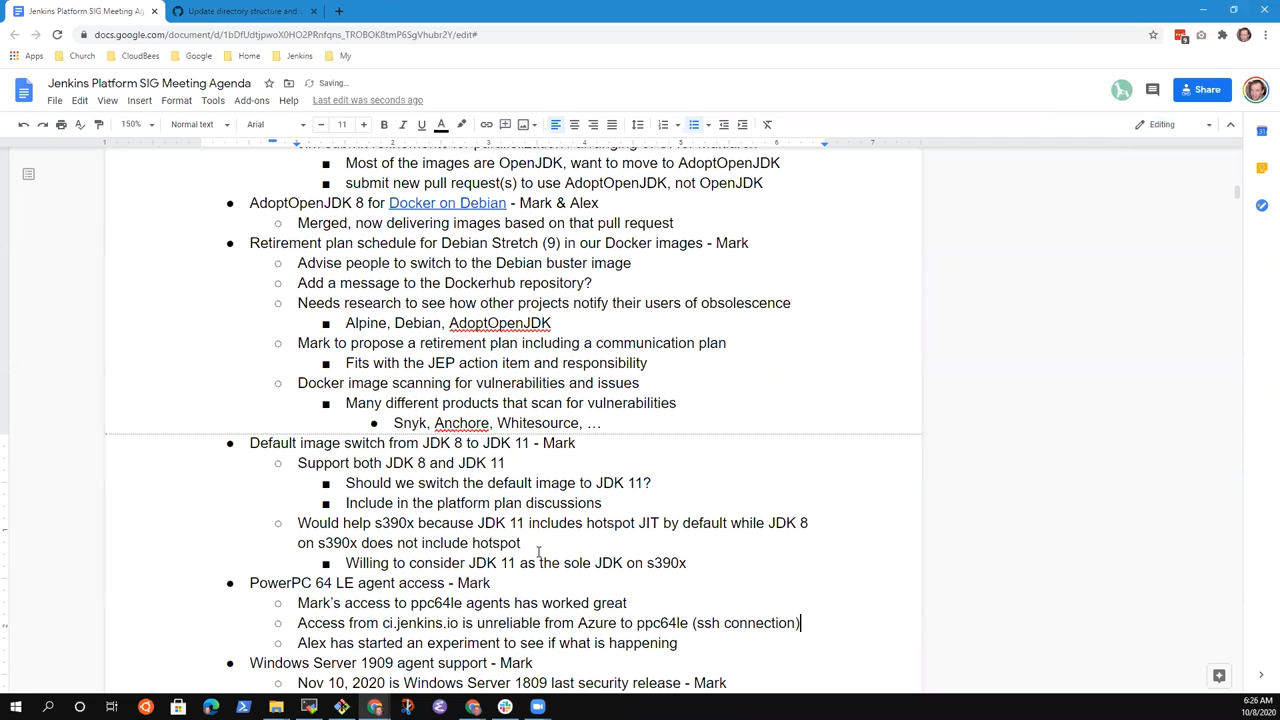 Jenkins Platform SIG Meeting Ag
Update directory structure and
docs.google.com/document/d/1bDfUdtjpwoX0HO2PRnfqns_TROBOK8tmP6SgVhubr2Y/edit#
Apps Church CloudBees Google Home Jenkins My
Jenkins Platform SIG Meeting Agenda Saving…
File Edit View Insert Format Tools Add-ons Help Last edit was seconds ago
Share
150% Normal text Arial 11 Editing
1 1 2 3 4 5 6 7
Most of the images are OpenJDK, want to move to AdoptOpenJDK
submit new pull request(s) to use AdoptOpenJDK, not OpenJDK
AdoptOpenJDK 8 for Docker on Debian - Mark & Alex
Merged, now delivering images based on that pull request
Retirement plan schedule for Debian Stretch (9) in our Docker images - Mark
Advise people to switch to the Debian buster image
Add a message to the Dockerhub repository?
Needs research to see how other projects notify their users of obsolescence
Alpine, Debian, AdoptOpenJDK
Mark to propose a retirement plan including a communication plan
Fits with the JEP action item and responsibility
Docker image scanning for vulnerabilities and issues
Many different products that scan for vulnerabilities
Snyk, Anchore, Whitesource, …
Default image switch from JDK 8 to JDK 11 - Mark
Support both JDK 8 and JDK 11
Should we switch the default image to JDK 11?
Include in the platform plan discussions
Would help s390x because JDK 11 includes hotspot JIT by default while JDK 8
on s390x does not include hotspot
Willing to consider JDK 11 as the sole JDK on s390x
PowerPC 64 LE agent access - Mark
Mark's access to ppc64le agents has worked great
Access from ci.jenkins.io is unreliable from Azure to ppc64le (ssh connection)
Alex has started an experiment to see if what is happening
Windows Server 1909 agent support - Mark
Nov 10, 2020 is Windows Server 1809 last security release - Mark
6:26 AM
10/8/2020